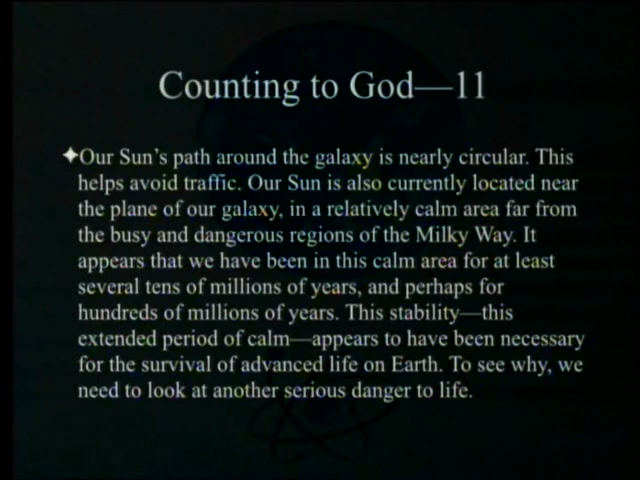 Counting to God—11
✦Our Sun's path around the galaxy is nearly circular. This
helps avoid traffic. Our Sun is also currently located near
the plane of our galaxy, in a relatively calm area far from
the busy and dangerous regions of the Milky Way. It
appears that we have been in this calm area for at least
several tens of millions of years, and perhaps for
hundreds of millions of years. This stability—this
extended period of calm—appears to have been necessary
for the survival of advanced life on Earth. To see why, we
need to look at another serious danger to life.